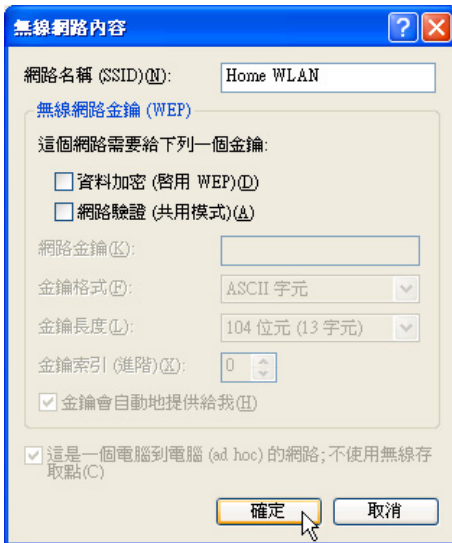 無線網路內容
網路名稱 (SSID)(N):
Home WLAN
無線網路金鑰 (WEP)
這個網路需要給下列一個金鑰:
資料加密 (啓用 WEP)(D)
網路驗證 (共用模式)(A)
網路金鑰(K):
金鑰格式(F):
ASCII 字元
金鑰長度(L):
104 位元 (13 字元)
金鑰索引 (進階)(X):
0
金鑰會自動地提供給我(H)
這是一個電腦到電腦 (ad hoc) 的網路; 不使用無線存
取點(C)
確定
取消